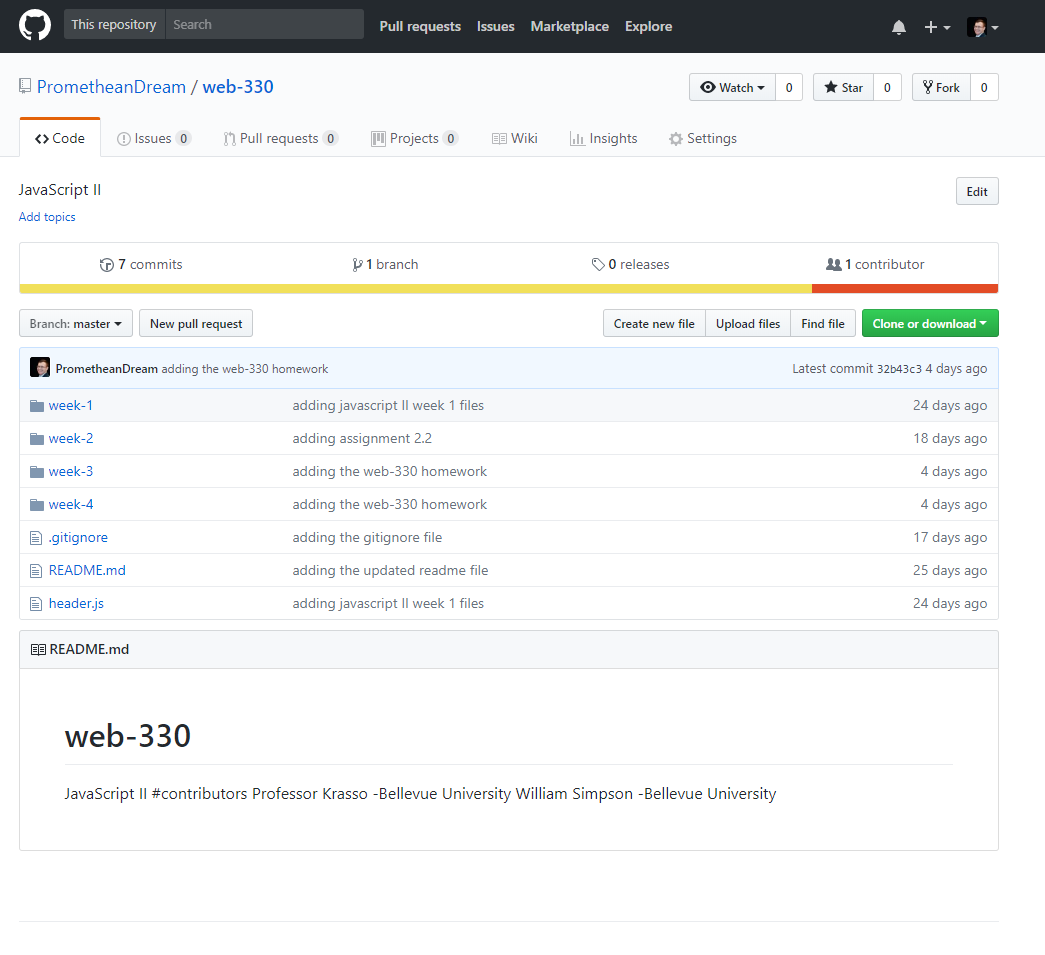 This repository Search Pull requests Issues Marketplace Explore
PrometheanDream / web-330 Watch 0 Star 0 Fork 0
Code Issues 0 Pull requests 0 Projects 0 Wiki Insights Settings
JavaScript II Edit
Add topics
7 commits 1 branch 0 releases 1 contributor
Branch: master New pull request Create new file Upload files Find file Clone or download
PrometheanDream adding the web-330 homework Latest commit 32b43c3 4 days ago
week-1 adding javascript II week 1 files 24 days ago
week-2 adding assignment 2.2 18 days ago
week-3 adding the web-330 homework 4 days ago
week-4 adding the web-330 homework 4 days ago
.gitignore adding the gitignore file 17 days ago
README.md adding the updated readme file 25 days ago
header.js adding javascript II week 1 files 24 days ago
README.md
web-330
JavaScript II #contributors Professor Krasso -Bellevue University William Simpson -Bellevue University